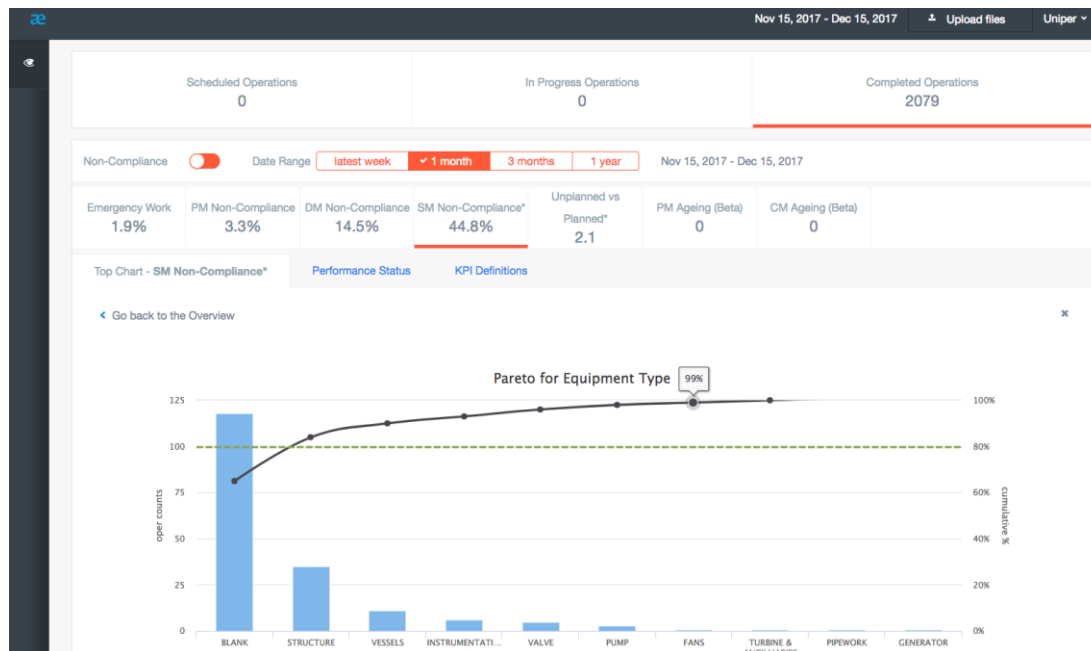 æ Nov 15, 2017 - Dec 15, 2017 Upload files Uniper
Scheduled Operations In Progress Operations Completed Operations
0 0 2079
Non-Compliance Date Range latest week 1 month 3 months 1 year Nov 15, 2017 - Dec 15, 2017
Emergency Work PM Non-Compliance DM Non-Compliance SM Non-Compliance* Unplanned vs Planned* PM Ageing (Beta) CM Ageing (Beta)
1.9% 3.3% 14.5% 44.8% 2.1 0 0
Top Chart - SM Non-Compliance* Performance Status KPI Definitions
Go back to the Overview
Pareto for Equipment Type 99%
125 100%
100 80%
75 60%
50 40%
25 20%
0 0%
oper counts
cumulative %
BLANK STRUCTURE VESSELS INSTRUMENTATI... VALVE PUMP FANS TURBINE & PIPEWORK GENERATOR